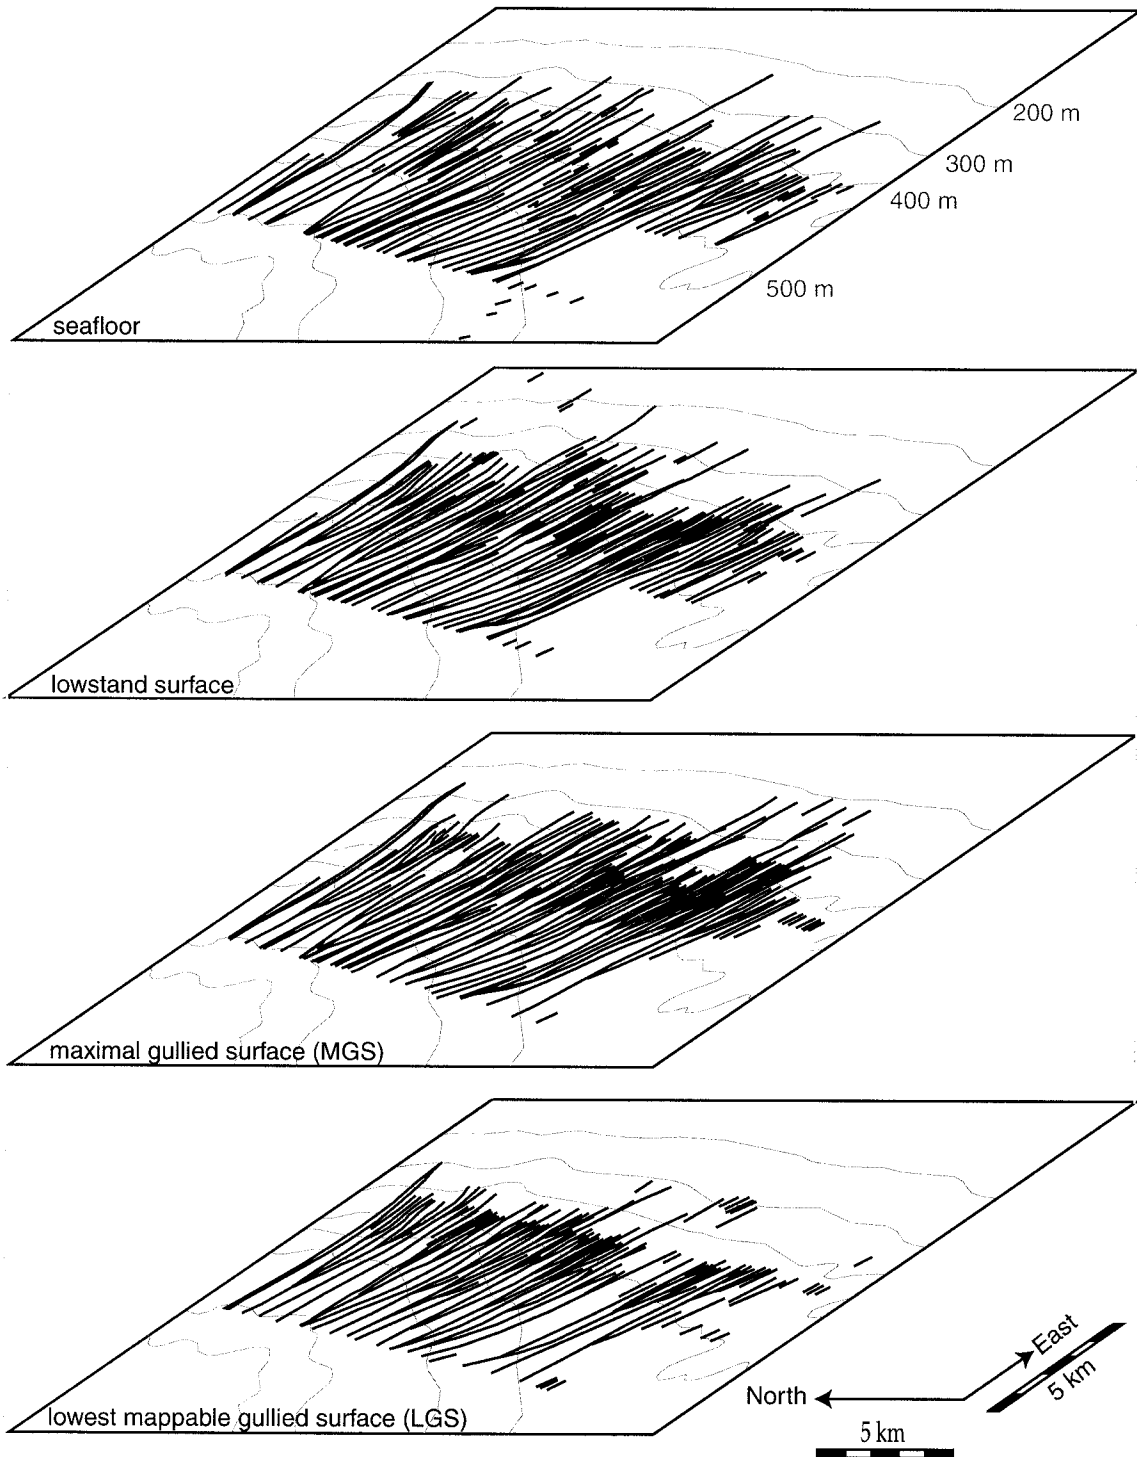 200 m
300 m
400 m
500 m
seafloor
lowstand surface
maximal gullied surface (MGS)
lowest mappable gullied surface (LGS)
East
North
5 km
5 km